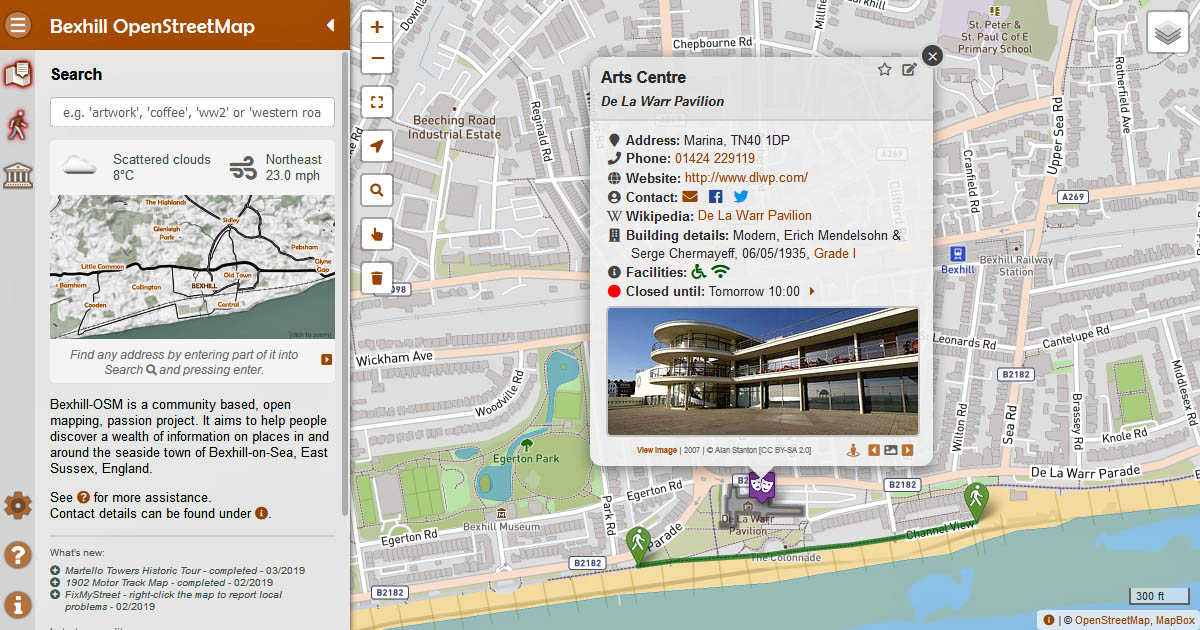 Bexhill OpenStreetMap
Search
e.g. 'artwork', 'coffee', 'ww2' or 'western roa
Scattered clouds
8°C
Northeast
23.0 mph
The Highlands
Sidley
Glenleigh
Park
Pebsham
Glyne
Gap
Little Common
Old Town
< Barnham
Collington
BEXHILL
Cooden
Central
[click to zoom]
Find any address by entering part of it into
Search and pressing enter.
Bexhill-OSM is a community based, open
mapping, passion project. It aims to help people
discover a wealth of information on places in and
around the seaside town of Bexhill-on-Sea, East
Sussex, England.
See ? for more assistance.
Contact details can be found under i.
What's new:
Martello Towers Historic Tour - completed - 03/2019
1902 Motor Track Map - completed - 02/2019
FixMyStreet - right-click the map to report local
problems - 02/2019
+
−
Chepbourne Rd
St. Peter &
St. Paul C of E
Primary School
Rotherfield Ave
Upper Sea Rd
Beeching Road
Industrial Estate
Reginald Rd
Arts Centre
De La Warr Pavilion
Address: Marina, TN40 1DP
Phone: 01424 229119
Website: http://www.dlwp.com/
Contact:
Wikipedia: De La Warr Pavilion
Building details: Modern, Erich Mendelsohn &
Serge Chermayeff, 06/05/1935, Grade I
Facilities:
Closed until: Tomorrow 10:00
View Image | 2007 | © Alan Stanton [CC BY-SA 2.0]
A269
Clifford
Cranfield Rd
A269
Bexhill
Bexhill Railway
Station
098
Wickham Ave
Woodville Rd
St Leonards Rd
Cantelupe Rd
B2182
Middlesex Rd
Brassey Rd
Sea Rd
Wilton Rd
Knole Rd
De La Warr Parade
Egerton Park
Egerton Rd
Park Rd
Bexhill Museum
Egerton Rd
Parade
B2182
De La Warr
Pavilion
The Colonnade
Channel View
B2182
B2182
300 ft
i | © OpenStreetMap, MapBox